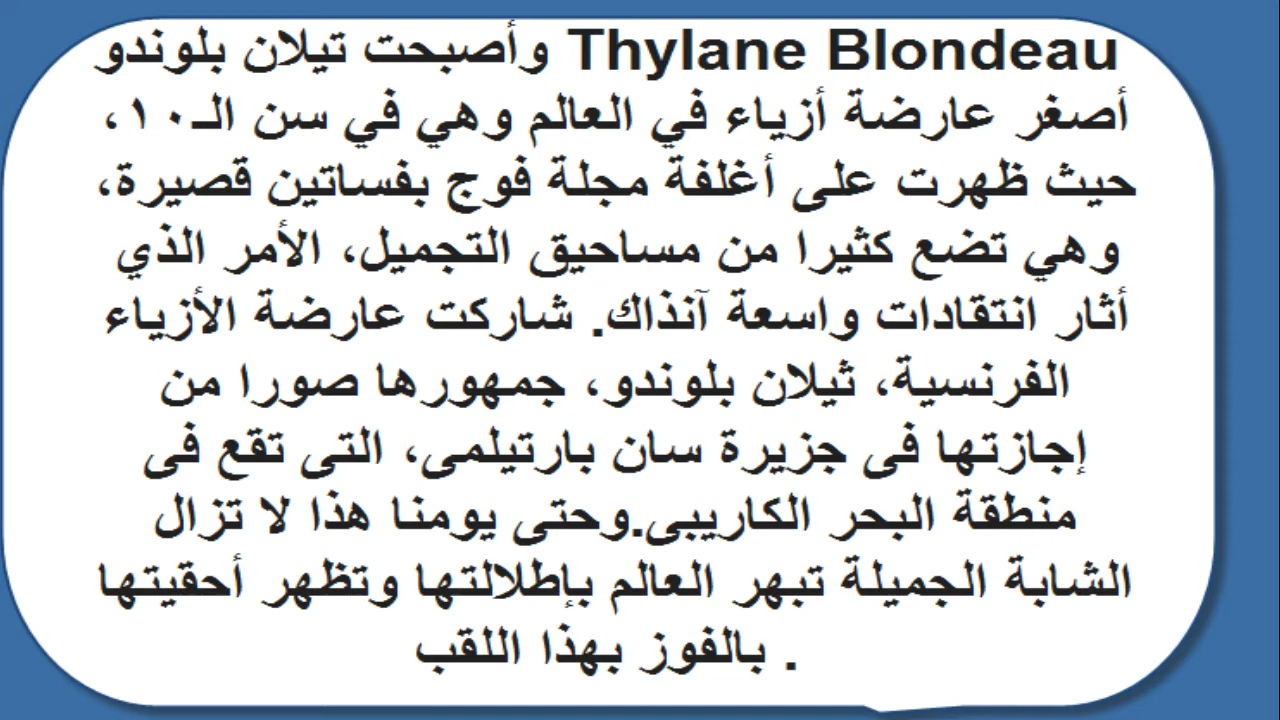 وأصبحت تيلان بلوندو Thylane Blondeau
أصغر عارضة أزياء في العالم وهي في سن الـ١٠،
حيث ظهرت على أغلفة مجلة فوج بفساتين قصيرة،
وهي تضع كثيرا من مساحيق التجميل، الأمر الذي
أثار انتقادات واسعة آنذاك. شاركت عارضة الأزياء
الفرنسية، ثيلان بلوندو، جمهورها صورا من
إجازتها فى جزيرة سان بارتيلمى، التى تقع فى
منطقة البحر الكاريبى.وحتى يومنا هذا لا تزال
الشابة الجميلة تبهر العالم بإطلالتها وتظهر أحقيتها
بالفوز بهذا اللقب .